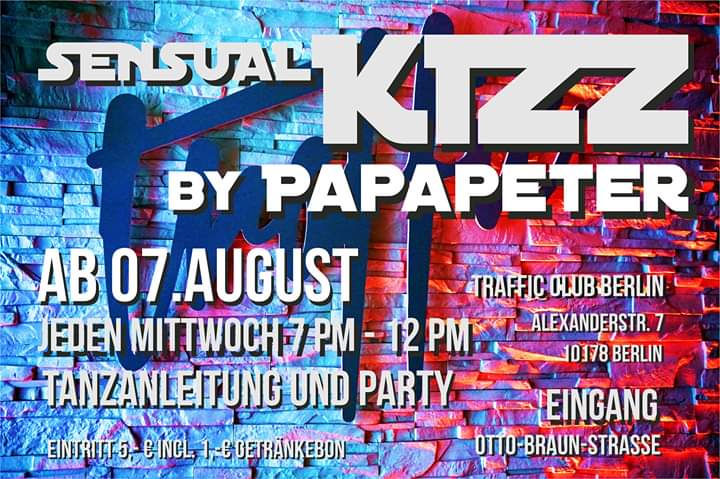 SENSUAL KIZZ
BY PAPAPETER
AB 07.AUGUST
JEDEN MITTWOCH 7 PM - 12 PM
TANZANLEITUNG UND PARTY
EINTRITT 5,- € INCL. 1,-€ GETRÄNKEBON
TRAFFIC CLUB BERLIN
ALEXANDERSTR. 7
10178 BERLIN
EINGANG
OTTO-BRAUN-STRASSE